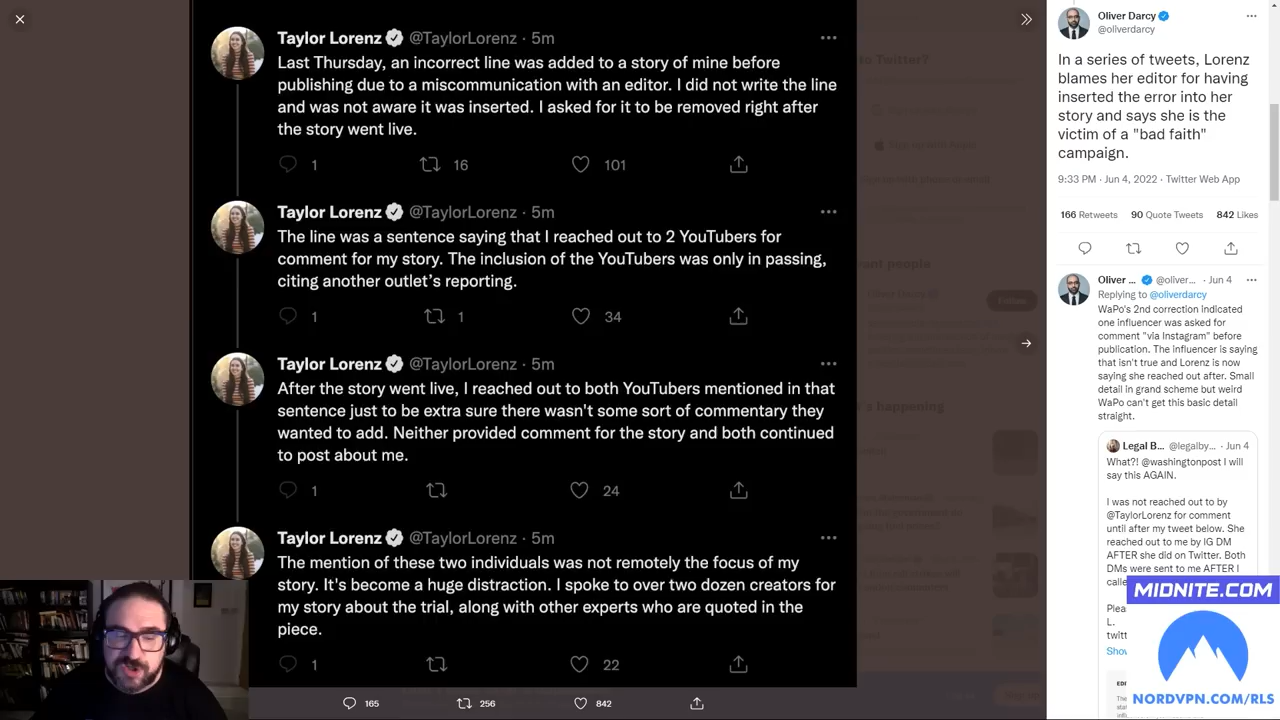 Taylor Lorenz @TaylorLorenz · 5m
Last Thursday, an incorrect line was added to a story of mine before
publishing due to a miscommunication with an editor. I did not write the line
and was not aware it was inserted. I asked for it to be removed right after
the story went live.
1 16 101
Taylor Lorenz @TaylorLorenz · 5m
The line was a sentence saying that I reached out to 2 YouTubers for
comment for my story. The inclusion of the YouTubers was only in passing,
citing another outlet's reporting.
1 1 34
Taylor Lorenz @TaylorLorenz · 5m
After the story went live, I reached out to both YouTubers mentioned in that
sentence just to be extra sure there wasn't some sort of commentary they
wanted to add. Neither provided comment for the story and both continued
to post about me.
1 24
Taylor Lorenz @TaylorLorenz · 5m
The mention of these two individuals was not remotely the focus of my
story. It's become a huge distraction. I spoke to over two dozen creators for
my story about the trial, along with other experts who are quoted in the
piece.
1 22
165 256 842
to Twitter?
Follow
Oliver Darcy
@oliverdarcy
In a series of tweets, Lorenz
blames her editor for having
inserted the error into her
story and says she is the
victim of a "bad faith"
campaign.
9:33 PM · Jun 4, 2022 · Twitter Web App
166 Retweets 90 Quote Tweets 842 Likes
Oliver ... @oliver... · Jun 4
Replying to @oliverdarcy
WaPo's 2nd correction indicated
one influencer was asked for
comment "via Instagram" before
publication. The influencer is saying
that isn't true and Lorenz is now
saying she reached out after. Small
detail in grand scheme but weird
WaPo can't get this basic detail
straight.
Legal B... @legalby... · Jun 4
What?! @washingtonpost I will
say this AGAIN.
I was not reached out to by
@TaylorLorenz for comment
until after my tweet below. She
reached out to me by IG DM
AFTER she did on Twitter. Both
DMs were sent to me AFTER I
calle
Plea
L.
twitt
Show
MIDNITE.COM
NORDVPN.COM/RLS